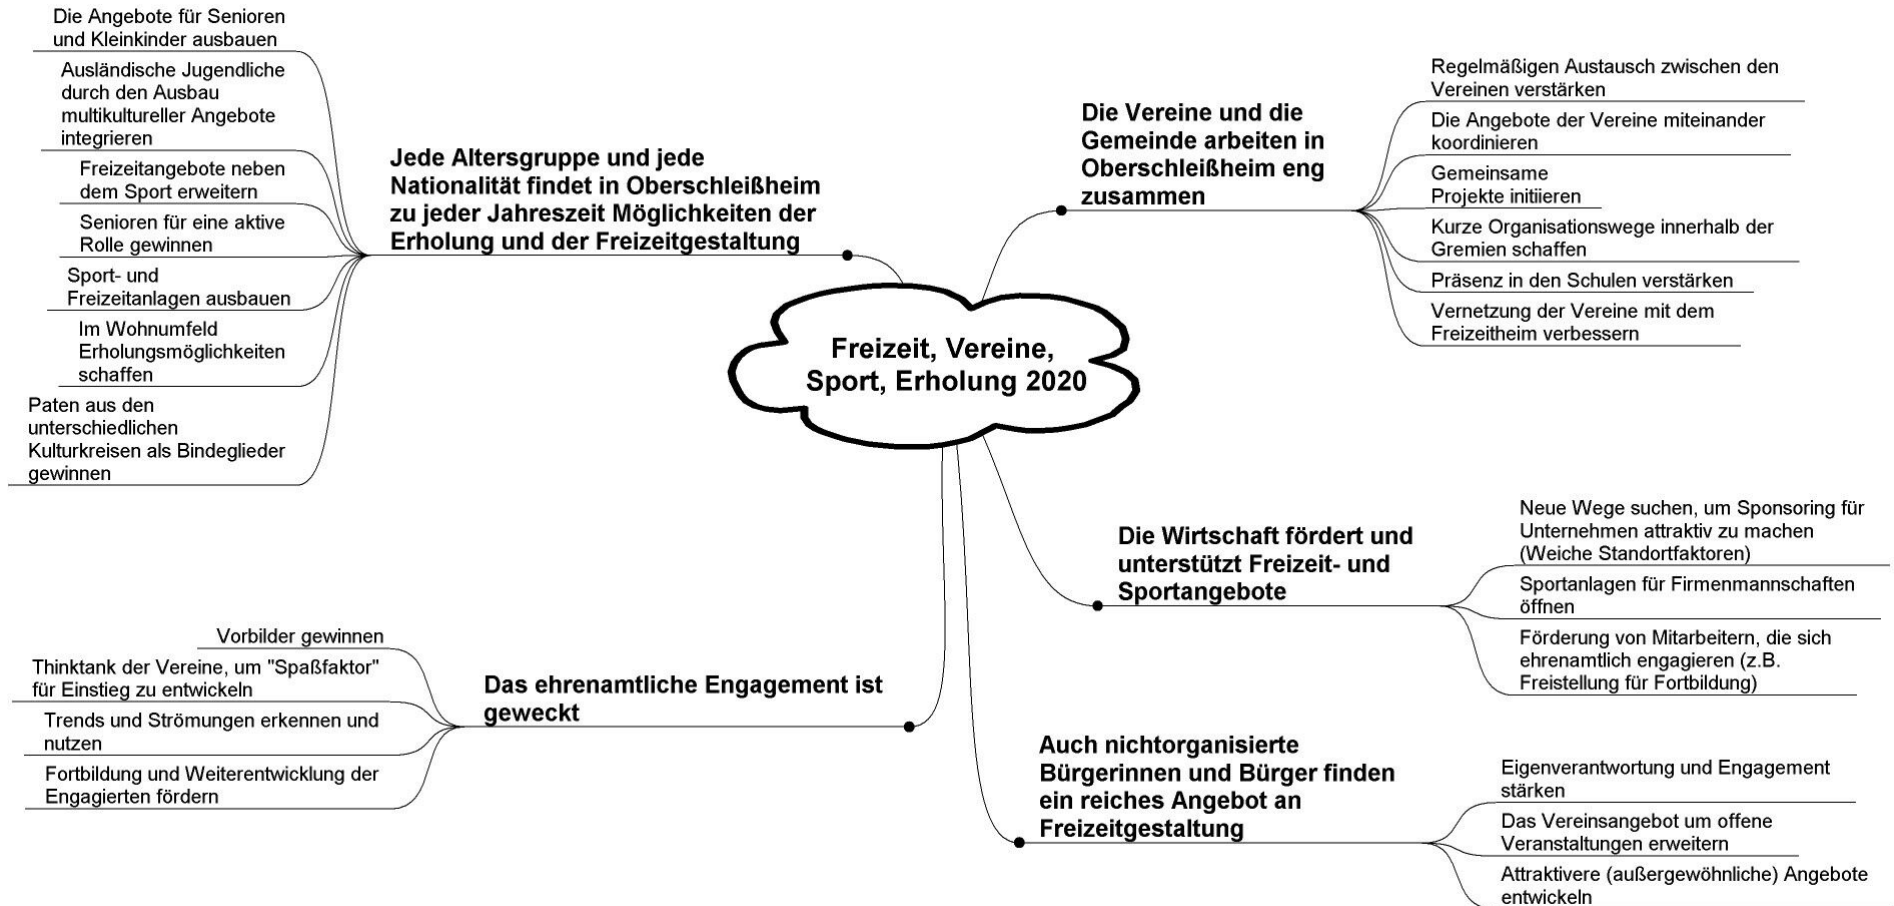 Freizeit, Vereine,
Sport, Erholung 2020
Die Vereine und die
Gemeinde arbeiten in
Oberschleißheim eng
zusammen
Regelmäßigen Austausch zwischen den
Vereinen verstärken
Die Angebote der Vereine miteinander
koordinieren
Gemeinsame
Projekte initiieren
Kurze Organisationswege innerhalb der
Gremien schaffen
Präsenz in den Schulen verstärken
Vernetzung der Vereine mit dem
Freizeitheim verbessern
Die Wirtschaft fördert und
unterstützt Freizeit- und
Sportangebote
Neue Wege suchen, um Sponsoring für
Unternehmen attraktiv zu machen
(Weiche Standortfaktoren)
Sportanlagen für Firmenmannschaften
öffnen
Förderung von Mitarbeitern, die sich
ehrenamtlich engagieren (z.B.
Freistellung für Fortbildung)
Auch nichtorganisierte
Bürgerinnen und Bürger finden
ein reiches Angebot an
Freizeitgestaltung
Eigenverantwortung und Engagement
stärken
Das Vereinsangebot um offene
Veranstaltungen erweitern
Attraktivere (außergewöhnliche) Angebote
entwickeln
Das ehrenamtliche Engagement ist
geweckt
Vorbilder gewinnen
Thinktank der Vereine, um "Spaßfaktor"
für Einstieg zu entwickeln
Trends und Strömungen erkennen und
nutzen
Fortbildung und Weiterentwicklung der
Engagierten fördern
Jede Altersgruppe und jede
Nationalität findet in Oberschleißheim
zu jeder Jahreszeit Möglichkeiten der
Erholung und der Freizeitgestaltung
Die Angebote für Senioren
und Kleinkinder ausbauen
Ausländische Jugendliche
durch den Ausbau
multikultureller Angebote
integrieren
Freizeitangebote neben
dem Sport erweitern
Senioren für eine aktive
Rolle gewinnen
Sport- und
Freizeitanlagen ausbauen
Im Wohnumfeld
Erholungsmöglichkeiten
schaffen
Paten aus den
unterschiedlichen
Kulturkreisen als Bindeglieder
gewinnen